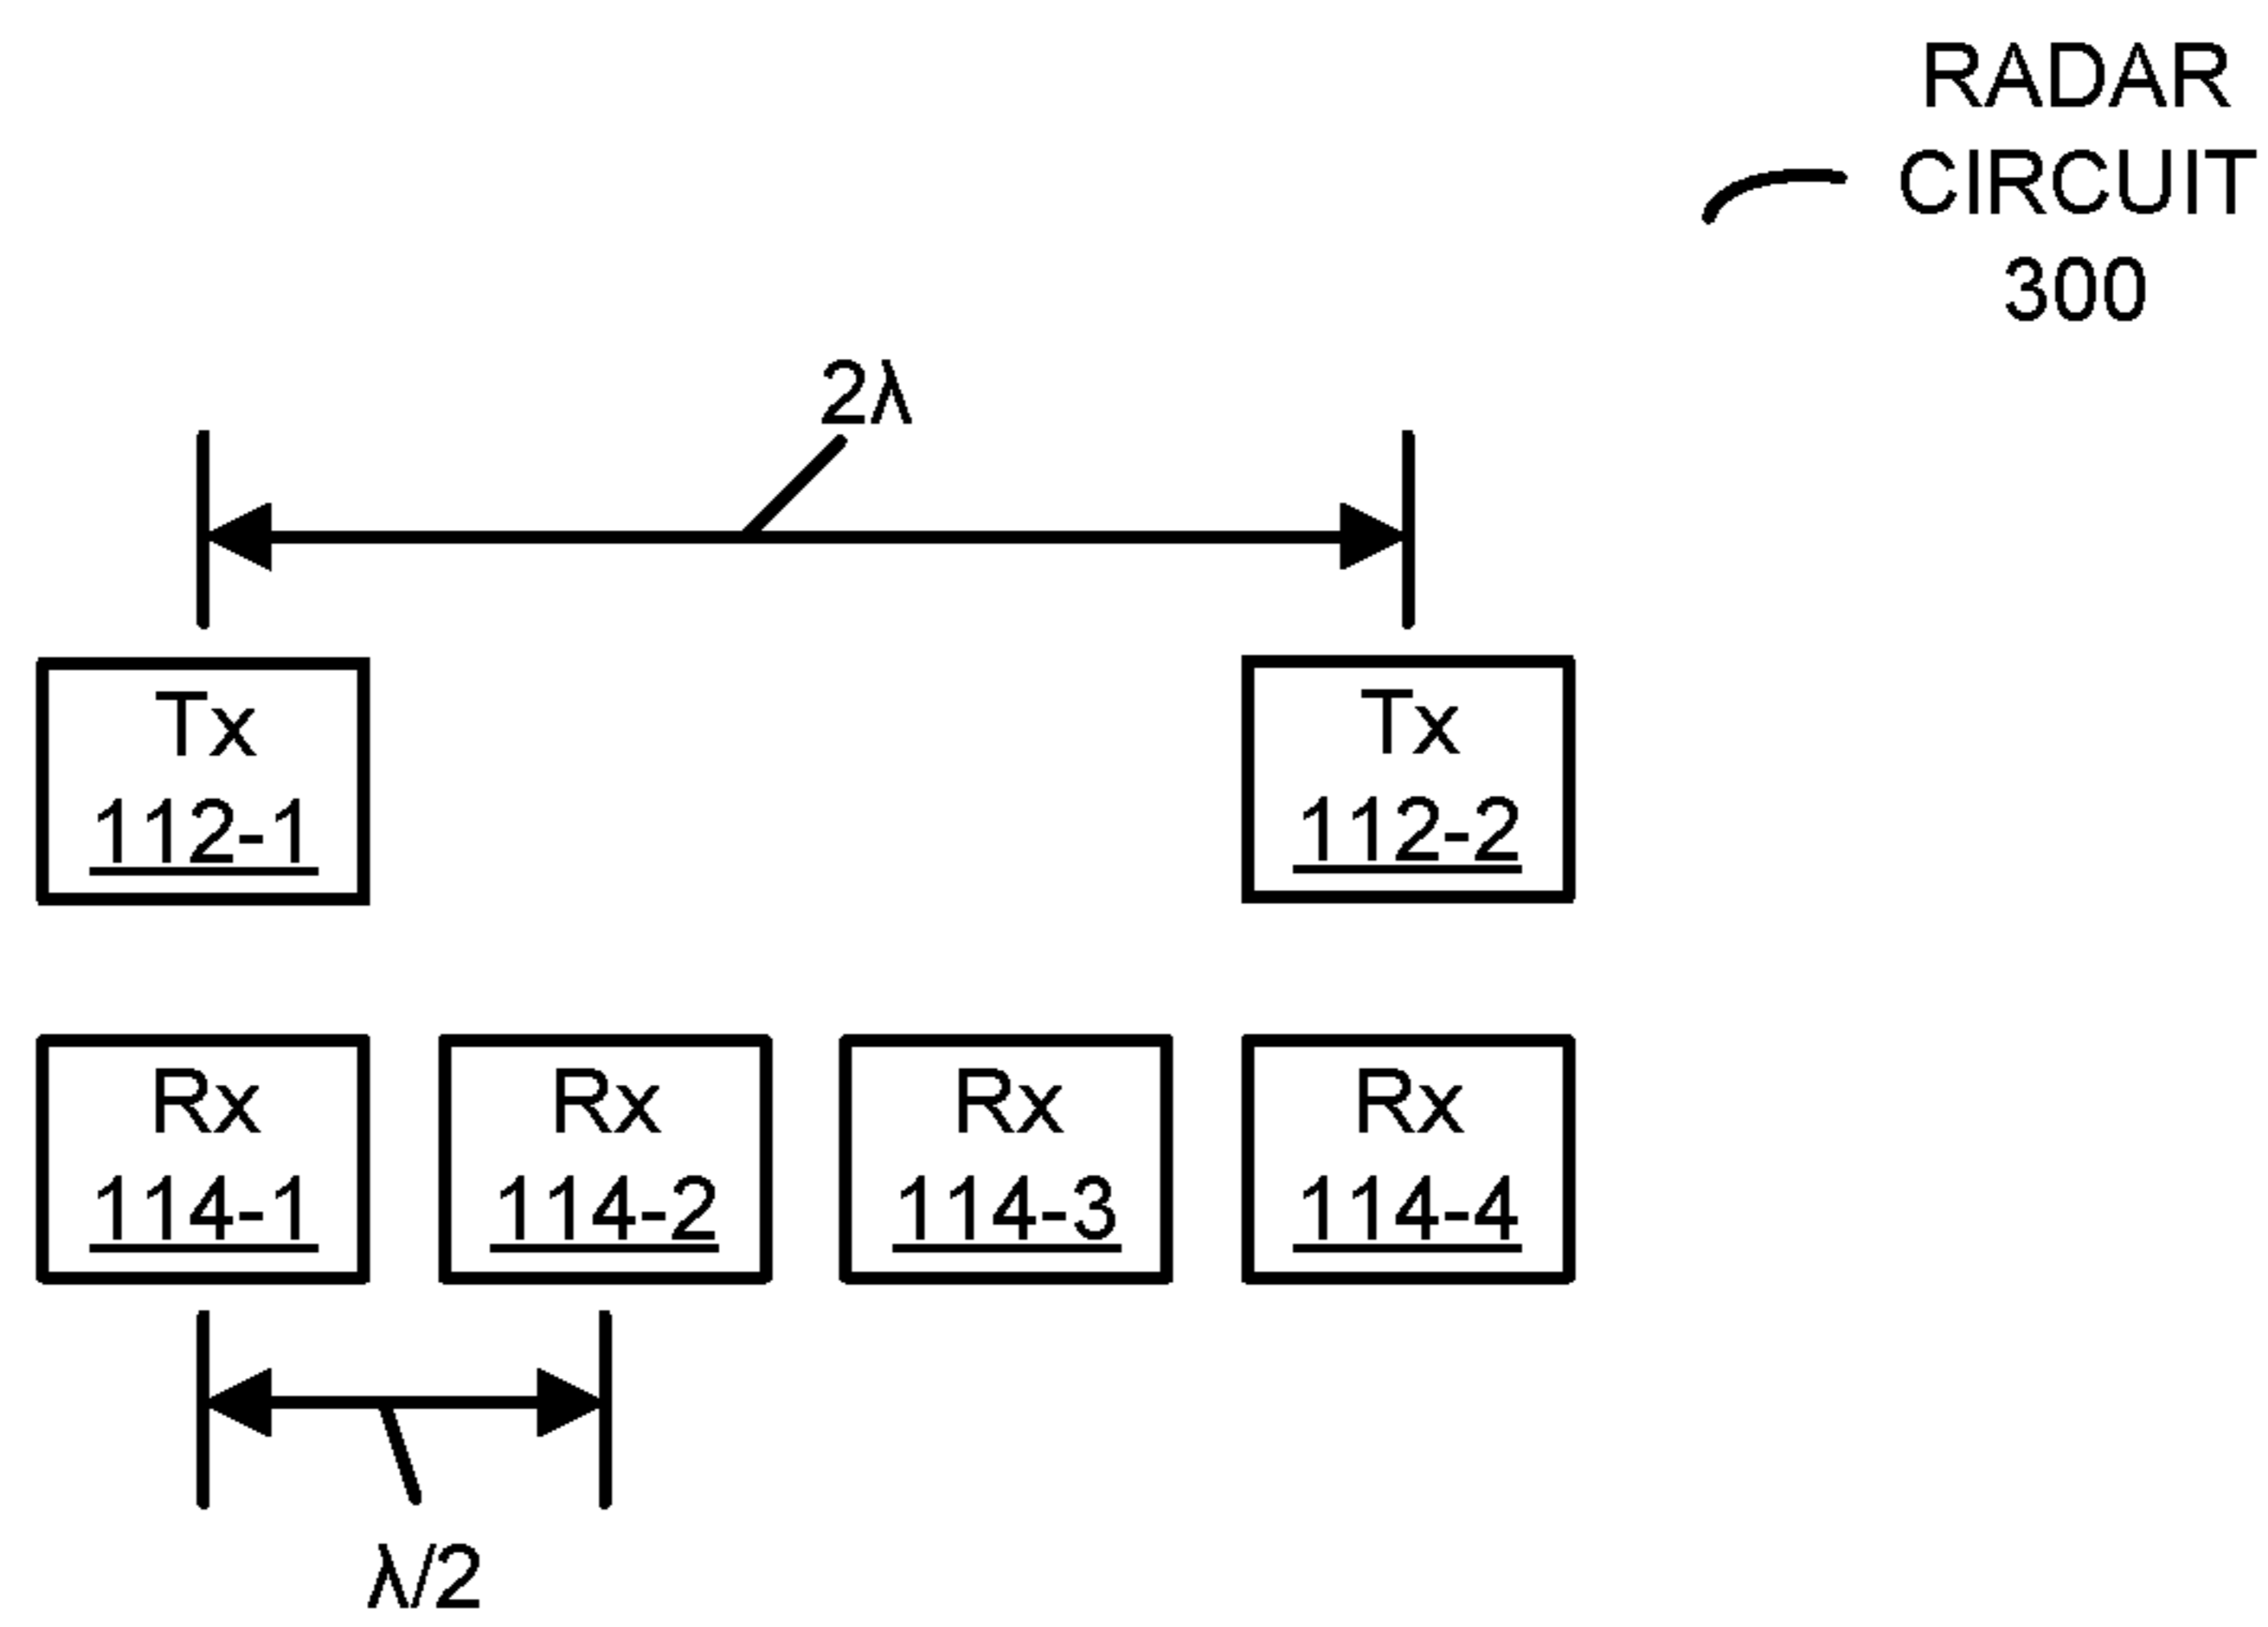 RADAR
CIRCUIT
300
2λ
Tx
112-1
Tx
112-2
Rx
114-1
Rx
114-2
Rx
114-3
Rx
114-4
λ/2